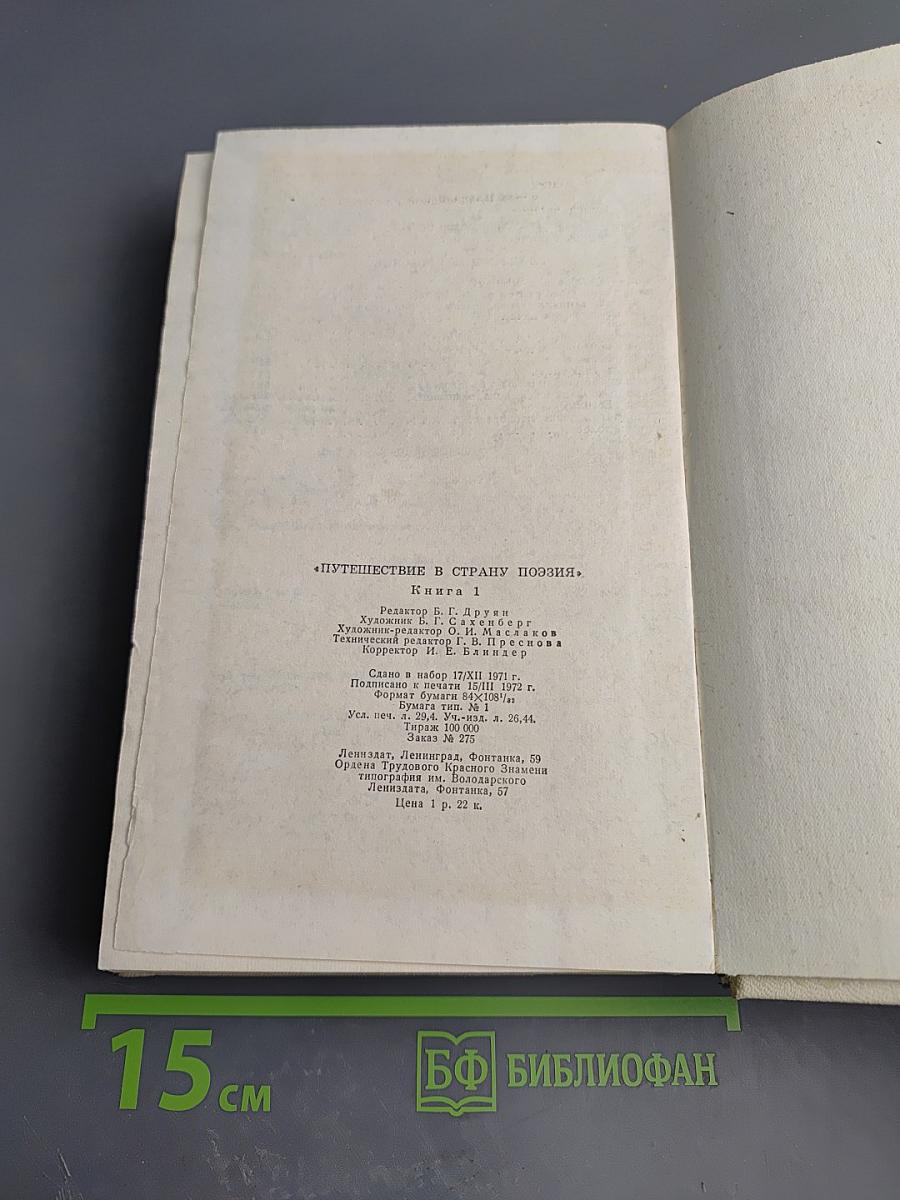 «ПУТЕШЕСТВИЕ В СТРАНУ ПОЭЗИЯ»
Книга 1
Редактор Б. Г. Друян
Художник Б. Г. Сахенберг
Художник-редактор О. И. Маслаков
Технический редактор Г. В. Преснова
Корректор И. Е. Блиндер
Сдано в набор 17/XII 1971 г.
Подписано к печати 15/III 1972 г.
Формат бумаги 84×108¹/₃₂
Бумага тип. № 1
Усл. печ. л. 29,4. Уч.-изд. л. 26,44.
Тираж 100 000
Заказ № 275
Лениздат, Ленинград, Фонтанка, 59
Ордена Трудового Красного Знамени
типография им. Володарского
Лениздата, Фонтанка, 57
Цена 1 р. 22 к.
15 см
БФ БИБЛИОФАН